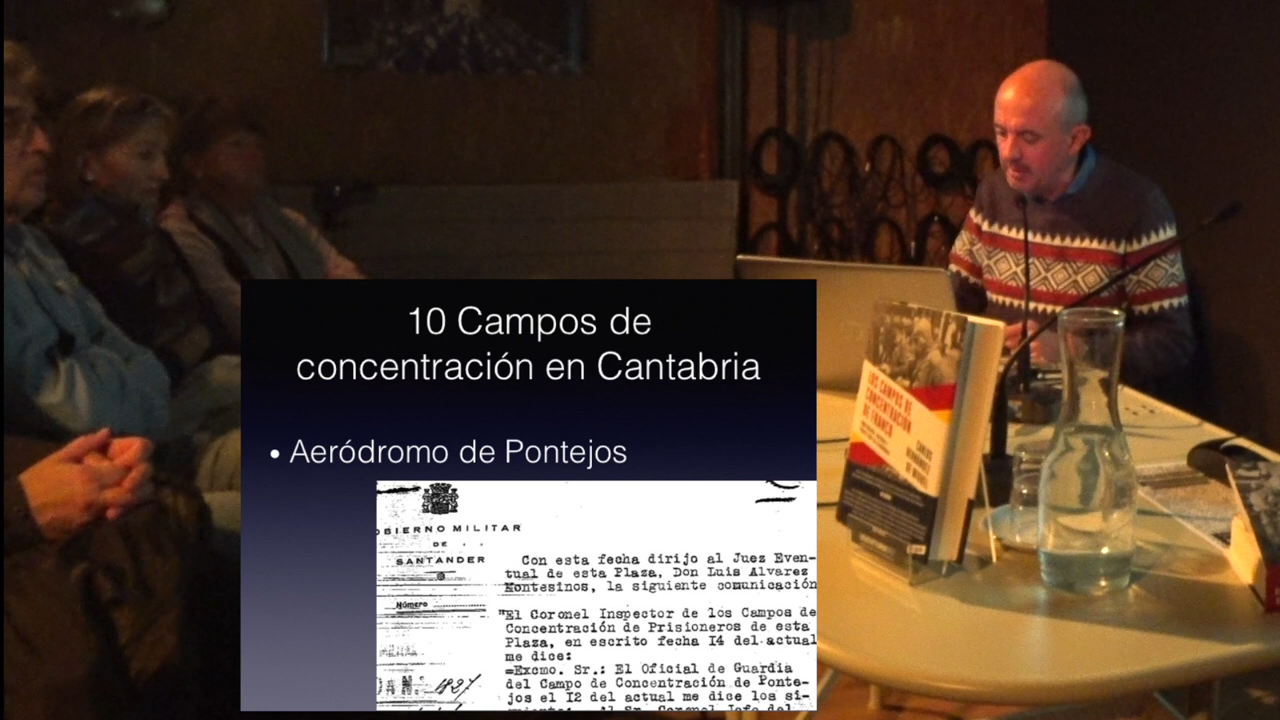 10 Campos de
concentración en Cantabria
• Aeródromo de Pontejos
OBIERNO MILITAR
DE
SANTANDER
Número
1827
Con esta fecha dirijo al Juez Even-
tual de esta Plaza, Don Luis Alvarez
Montesinos, la siguiente comunicación
"El Coronel Inspector de los Campos de
Concentración de Prisioneros de esta
Plaza, en escrito fecha I4 del actual
me dice:
=Excmo. Sr.: El Oficial de Guardia
del Campo de Concentración de Ponte-
jos el I2 del actual me dice los si-
LOS CAMPOS DE
CONCENTRACIÓN
DE FRANCO
CARLOS
HERNÁNDEZ
DE MIGUEL